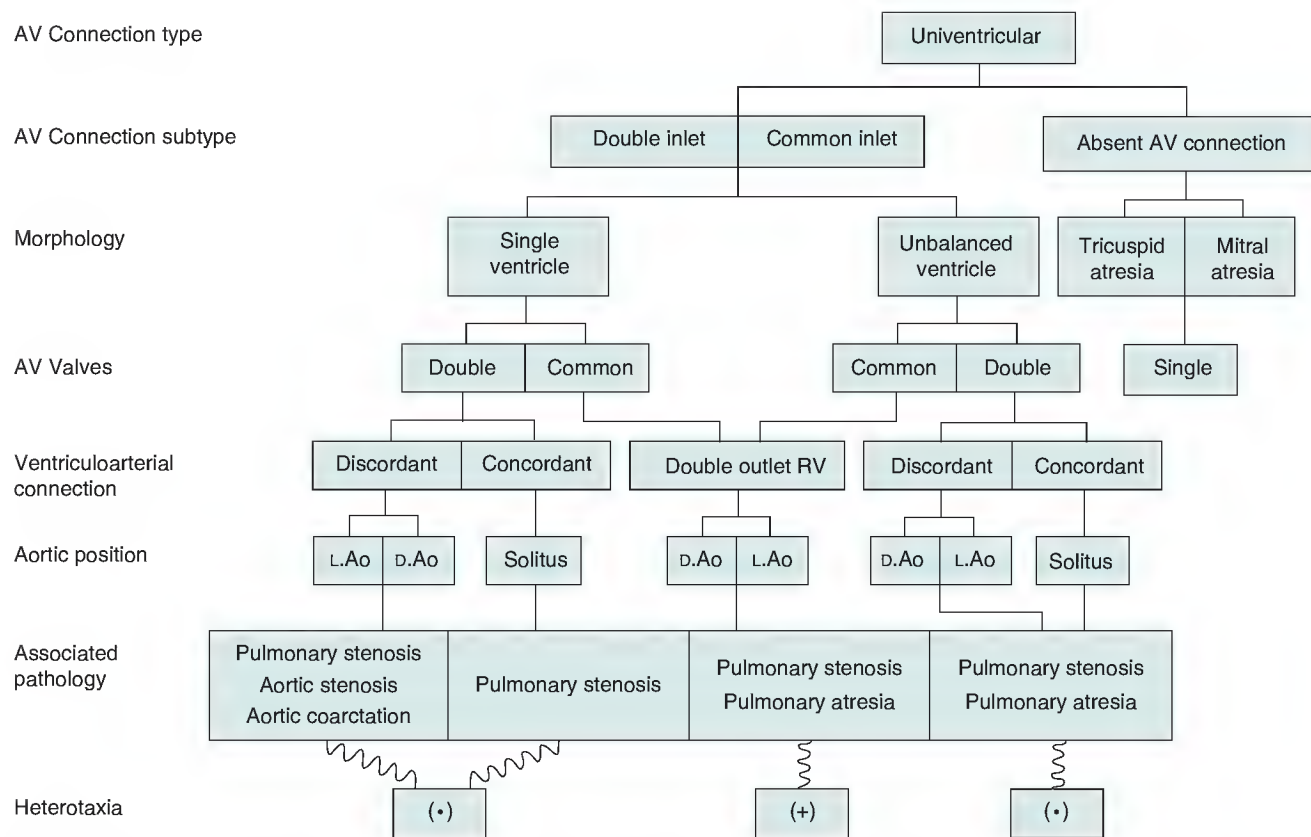 AV Connection type
Univentricular
AV Connection subtype
Double inlet
Common inlet
Absent AV connection
Morphology
Single
ventricle
Unbalanced
ventricle
Tricuspid
atresia
Mitral
atresia
AV Valves
Double
Common
Common
Double
Single
Ventriculoarterial
connection
Discordant
Concordant
Double outlet RV
Discordant
Concordant
Aortic position
L.Ao
D.Ao
Solitus
D.Ao
L.Ao
D.Ao
L.Ao
Solitus
Associated
pathology
Pulmonary stenosis
Aortic stenosis
Aortic coarctation
Pulmonary stenosis
Pulmonary stenosis
Pulmonary atresia
Pulmonary stenosis
Pulmonary atresia
Heterotaxia
(•)
(+)
(•)